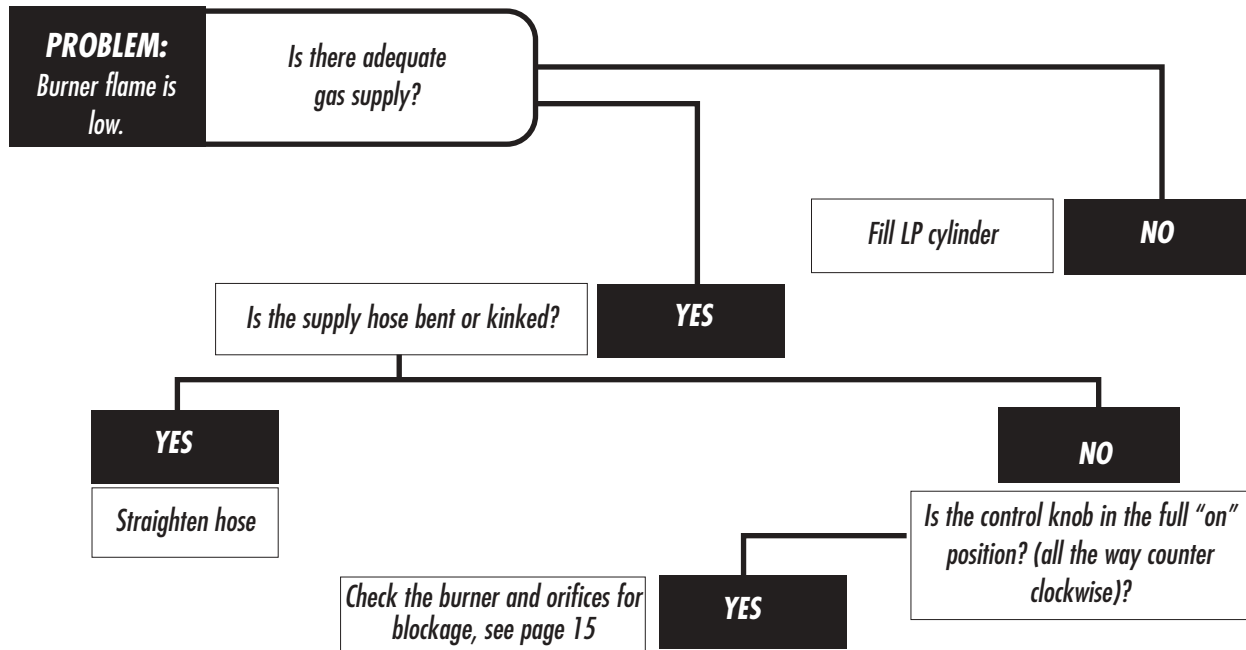 PROBLEM:
Burner flame is
low.
Is there adequate
gas supply?
Fill LP cylinder
NO
Is the supply hose bent or kinked?
YES
YES
Straighten hose
NO
Is the control knob in the full “on”
position? (all the way counter
clockwise)?
Check the burner and orifices for
blockage, see page 15
YES